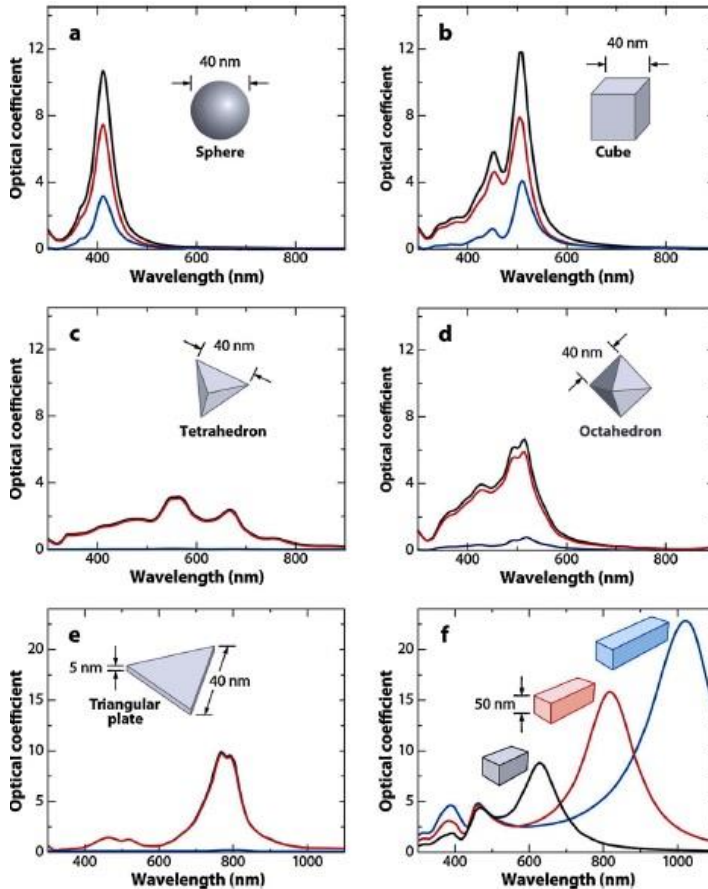 a
40 nm
Sphere
Optical coefficient
12
8
4
0
400 600 800
Wavelength (nm)
b
40 nm
Cube
Optical coefficient
12
8
4
0
400 600 800
Wavelength (nm)
c
40 nm
Tetrahedron
Optical coefficient
12
8
4
0
400 600 800
Wavelength (nm)
d
40 nm
Octahedron
Optical coefficient
12
8
4
0
400 600 800
Wavelength (nm)
e
5 nm
40 nm
Triangular
plate
Optical coefficient
20
15
10
5
0
400 600 800 1000
Wavelength (nm)
f
50 nm
Optical coefficient
20
15
10
5
0
400 600 800 1000
Wavelength (nm)